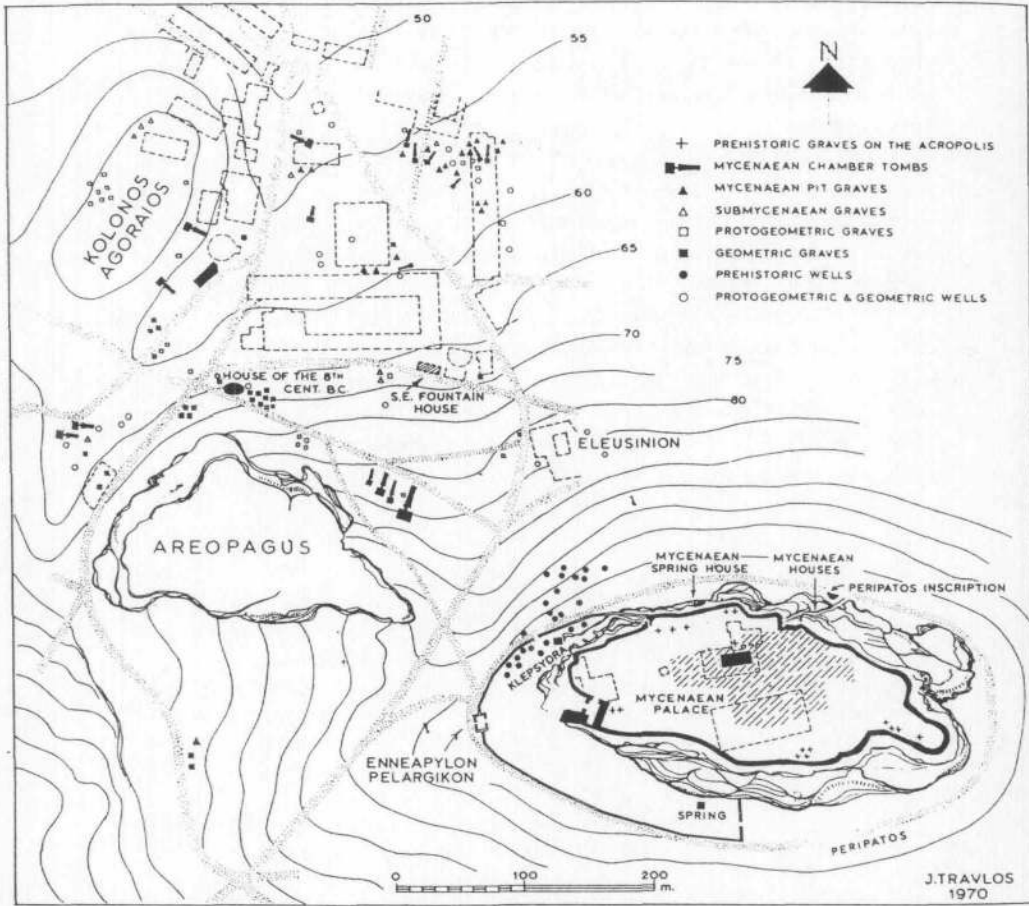 50
55
60
65
70
75
80
N
PREHISTORIC GRAVES ON THE ACROPOLIS
MYCENAEAN CHAMBER TOMBS
MYCENAEAN PIT GRAVES
SUBMYCENAEAN GRAVES
PROTOGEOMETRIC GRAVES
GEOMETRIC GRAVES
PREHISTORIC WELLS
PROTOGEOMETRIC & GEOMETRIC WELLS
KOLONOS
AGORAIOS
HOUSE OF THE 8TH
CENT. B.C.
S.E. FOUNTAIN
HOUSE
ELEUSINION
AREOPAGUS
MYCENAEAN
SPRING HOUSE
MYCENAEAN
HOUSES
PERIPATOS INSCRIPTION
KLEPSYDRA
MYCENAEAN
PALACE
ENNEAPYLON
PELARGIKON
SPRING
PERIPATOS
0 100 200
m.
J. TRAVLOS
1970